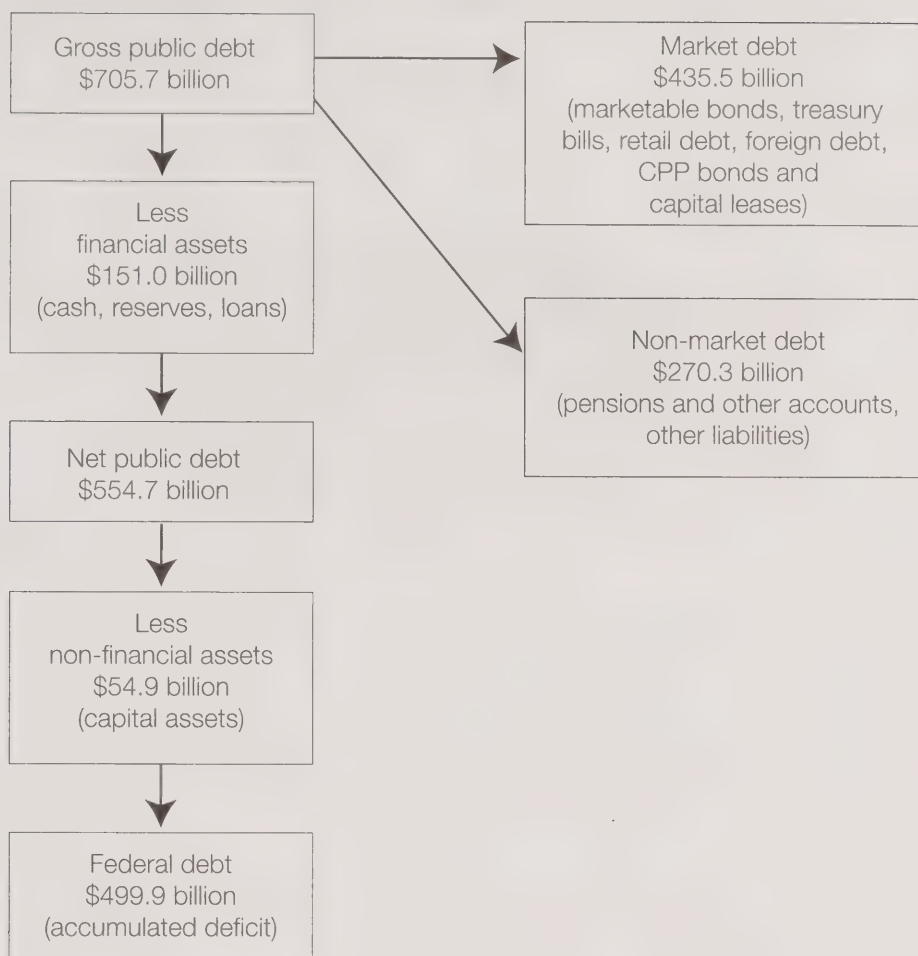 Gross public debt
$705.7 billion
Less
financial assets
$151.0 billion
(cash, reserves, loans)
Net public debt
$554.7 billion
Less
non-financial assets
$54.9 billion
(capital assets)
Federal debt
$499.9 billion
(accumulated deficit)
Market debt
$435.5 billion
(marketable bonds, treasury
bills, retail debt, foreign debt,
CPP bonds and
capital leases)
Non-market debt
$270.3 billion
(pensions and other accounts,
other liabilities)